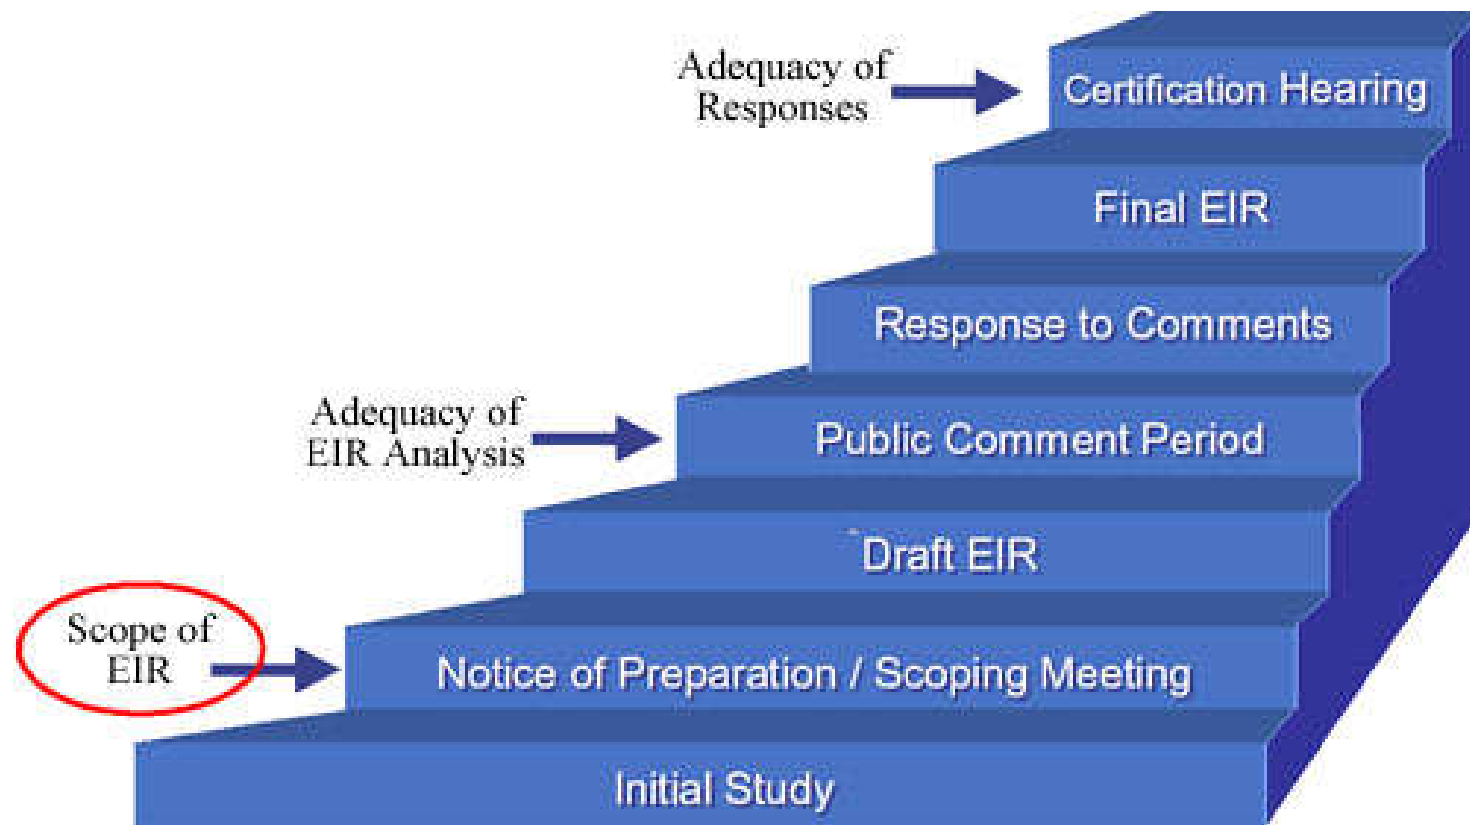 Adequacy of
Responses
Certification Hearing
Final EIR
Response to Comments
Adequacy of
EIR Analysis
Public Comment Period
Draft EIR
Scope of
EIR
Notice of Preparation / Scoping Meeting
Initial Study